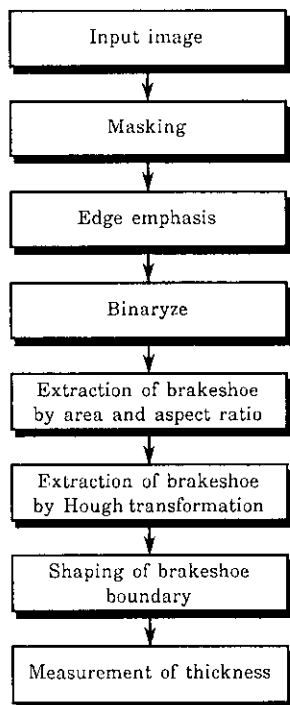 Input image
Masking
Edge emphasis
Binaryze
Extraction of brakeshoe
by area and aspect ratio
Extraction of brakeshoe
by Hough transformation
Shaping of brakeshoe
boundary
Measurement of thickness